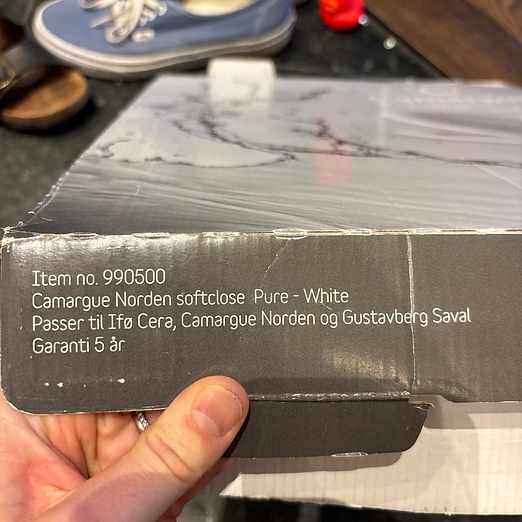 Item no. 990500
Camargue Norden softclose Pure - White
Passer til Ifø Cera, Camargue Norden og Gustavberg Saval
Garanti 5 år